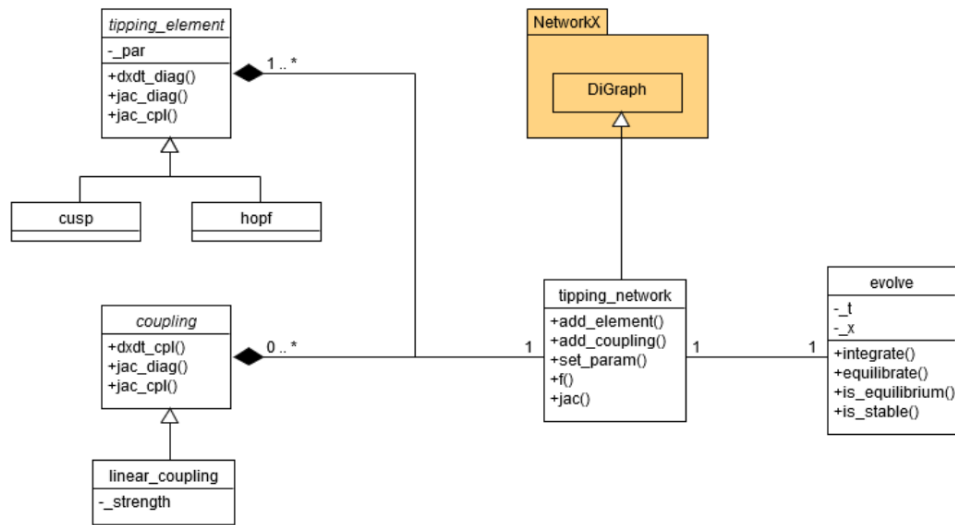 tipping_element
-_par
+dxdt_diag()
+jac_diag()
+jac_cpl()
1 .. *
cusp
hopf
NetworkX
DiGraph
coupling
+dxdt_cpl()
+jac_diag()
+jac_cpl()
0 .. *
linear_coupling
-_strength
1
tipping_network
+add_element()
+add_coupling()
+set_param()
+f()
+jac()
1
1
evolve
-_t
-_x
+integrate()
+equilibrate()
+is_equilibrium()
+is_stable()